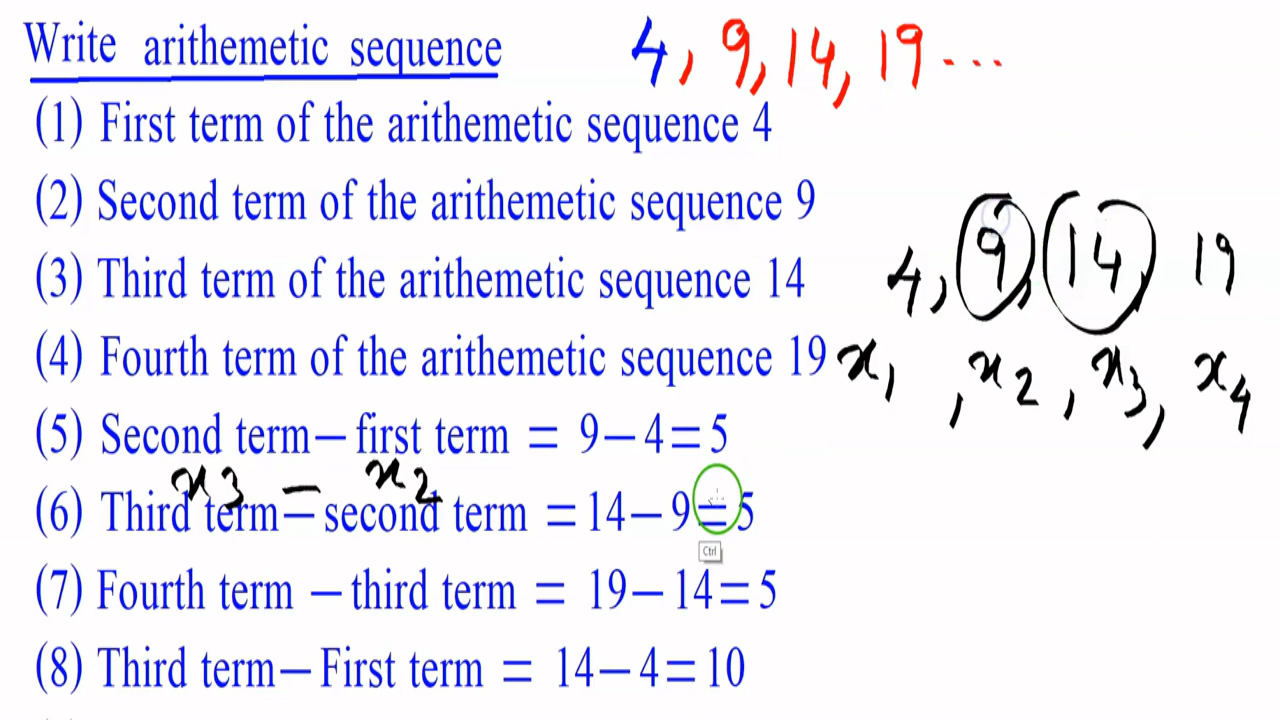 Write arithemetic sequence 4, 9, 14, 19 ...
(1) First term of the arithemetic sequence 4
(2) Second term of the arithemetic sequence 9
(3) Third term of the arithemetic sequence 14
4, 9, 14, 19
(4) Fourth term of the arithemetic sequence 19
x₁, x₂, x₃, x₄
(5) Second term – first term = 9 – 4 = 5
x₃ – x₂
(6) Third term – second term = 14 – 9 = 5
Ctrl
(7) Fourth term – third term = 19 – 14 = 5
(8) Third term – First term = 14 – 4 = 10